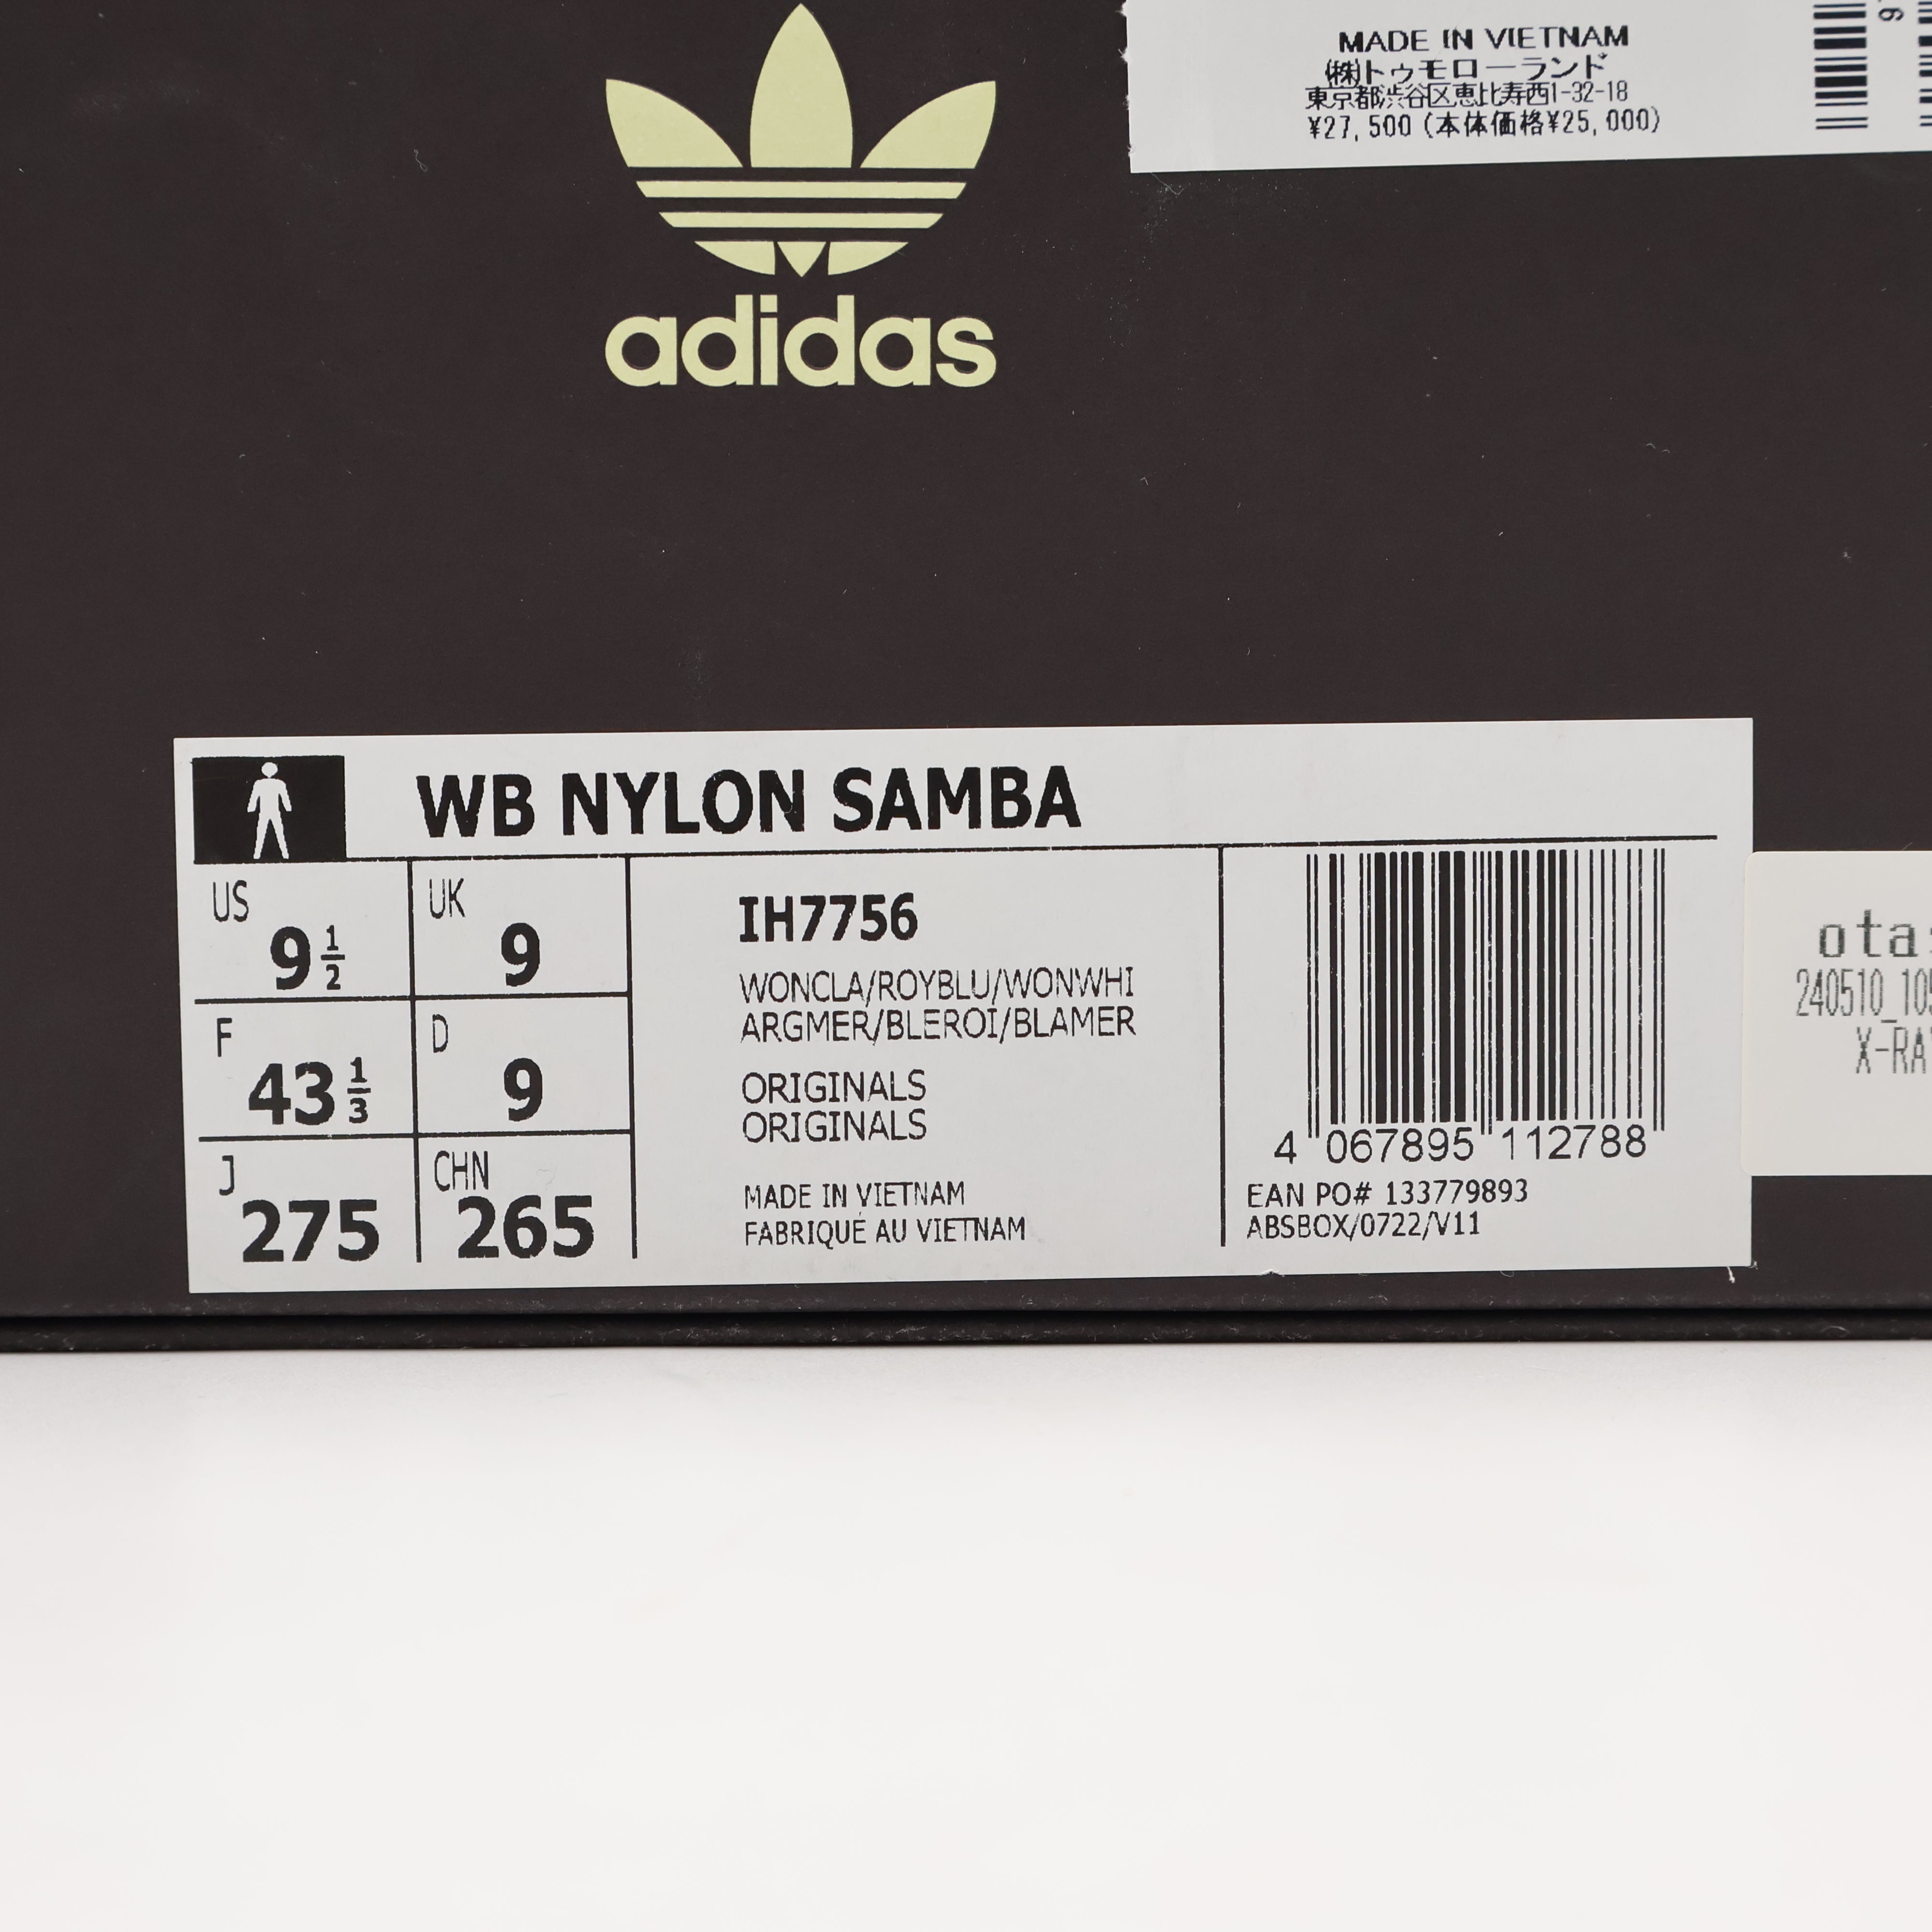 MADE IN VIETNAM
(株)トゥモローランド
東京都渋谷区恵比寿西1-32-18
¥27,500 (本体価格¥25,000)
adidas
WB NYLON SAMBA
US
9 1/2
UK
9
F
43 1/3
D
9
J
275
CHN
265
IH7756
WONCLA/ROYBLU/WONWHI
ARGMER/BLEROI/BLAMER
ORIGINALS
ORIGINALS
MADE IN VIETNAM
FABRIQUÉ AU VIETNAM
4 067895 112788
EAN PO# 133779893
ABSBOX/0722/V11